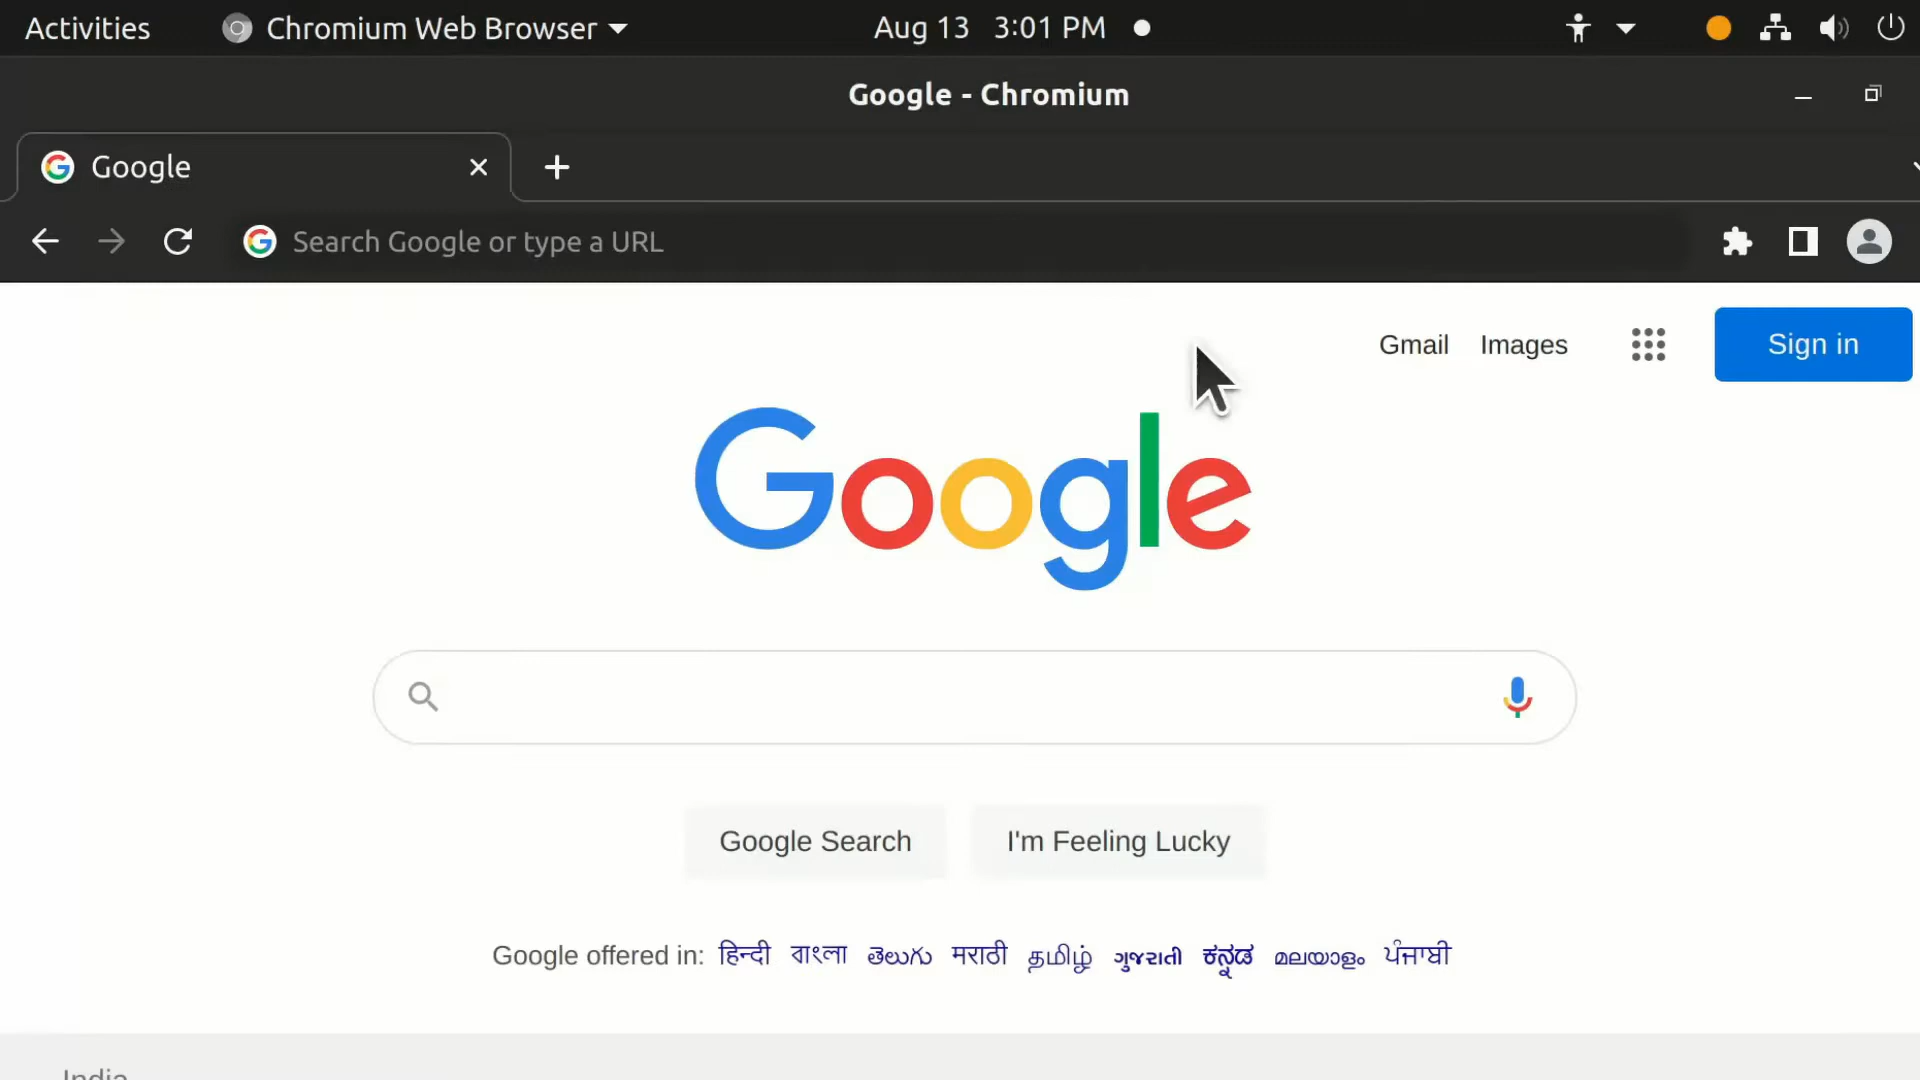 Activities Chromium Web Browser Aug 13 3:01 PM
Google - Chromium
Google
Search Google or type a URL
Gmail Images Sign in
Google
Google Search I'm Feeling Lucky
Google offered in: हिन्दी বাংলা తెలుగు मराठी தமிழ் ગુજરાતી ಕನ್ನಡ മലയാളം ਪੰਜਾਬੀ
India